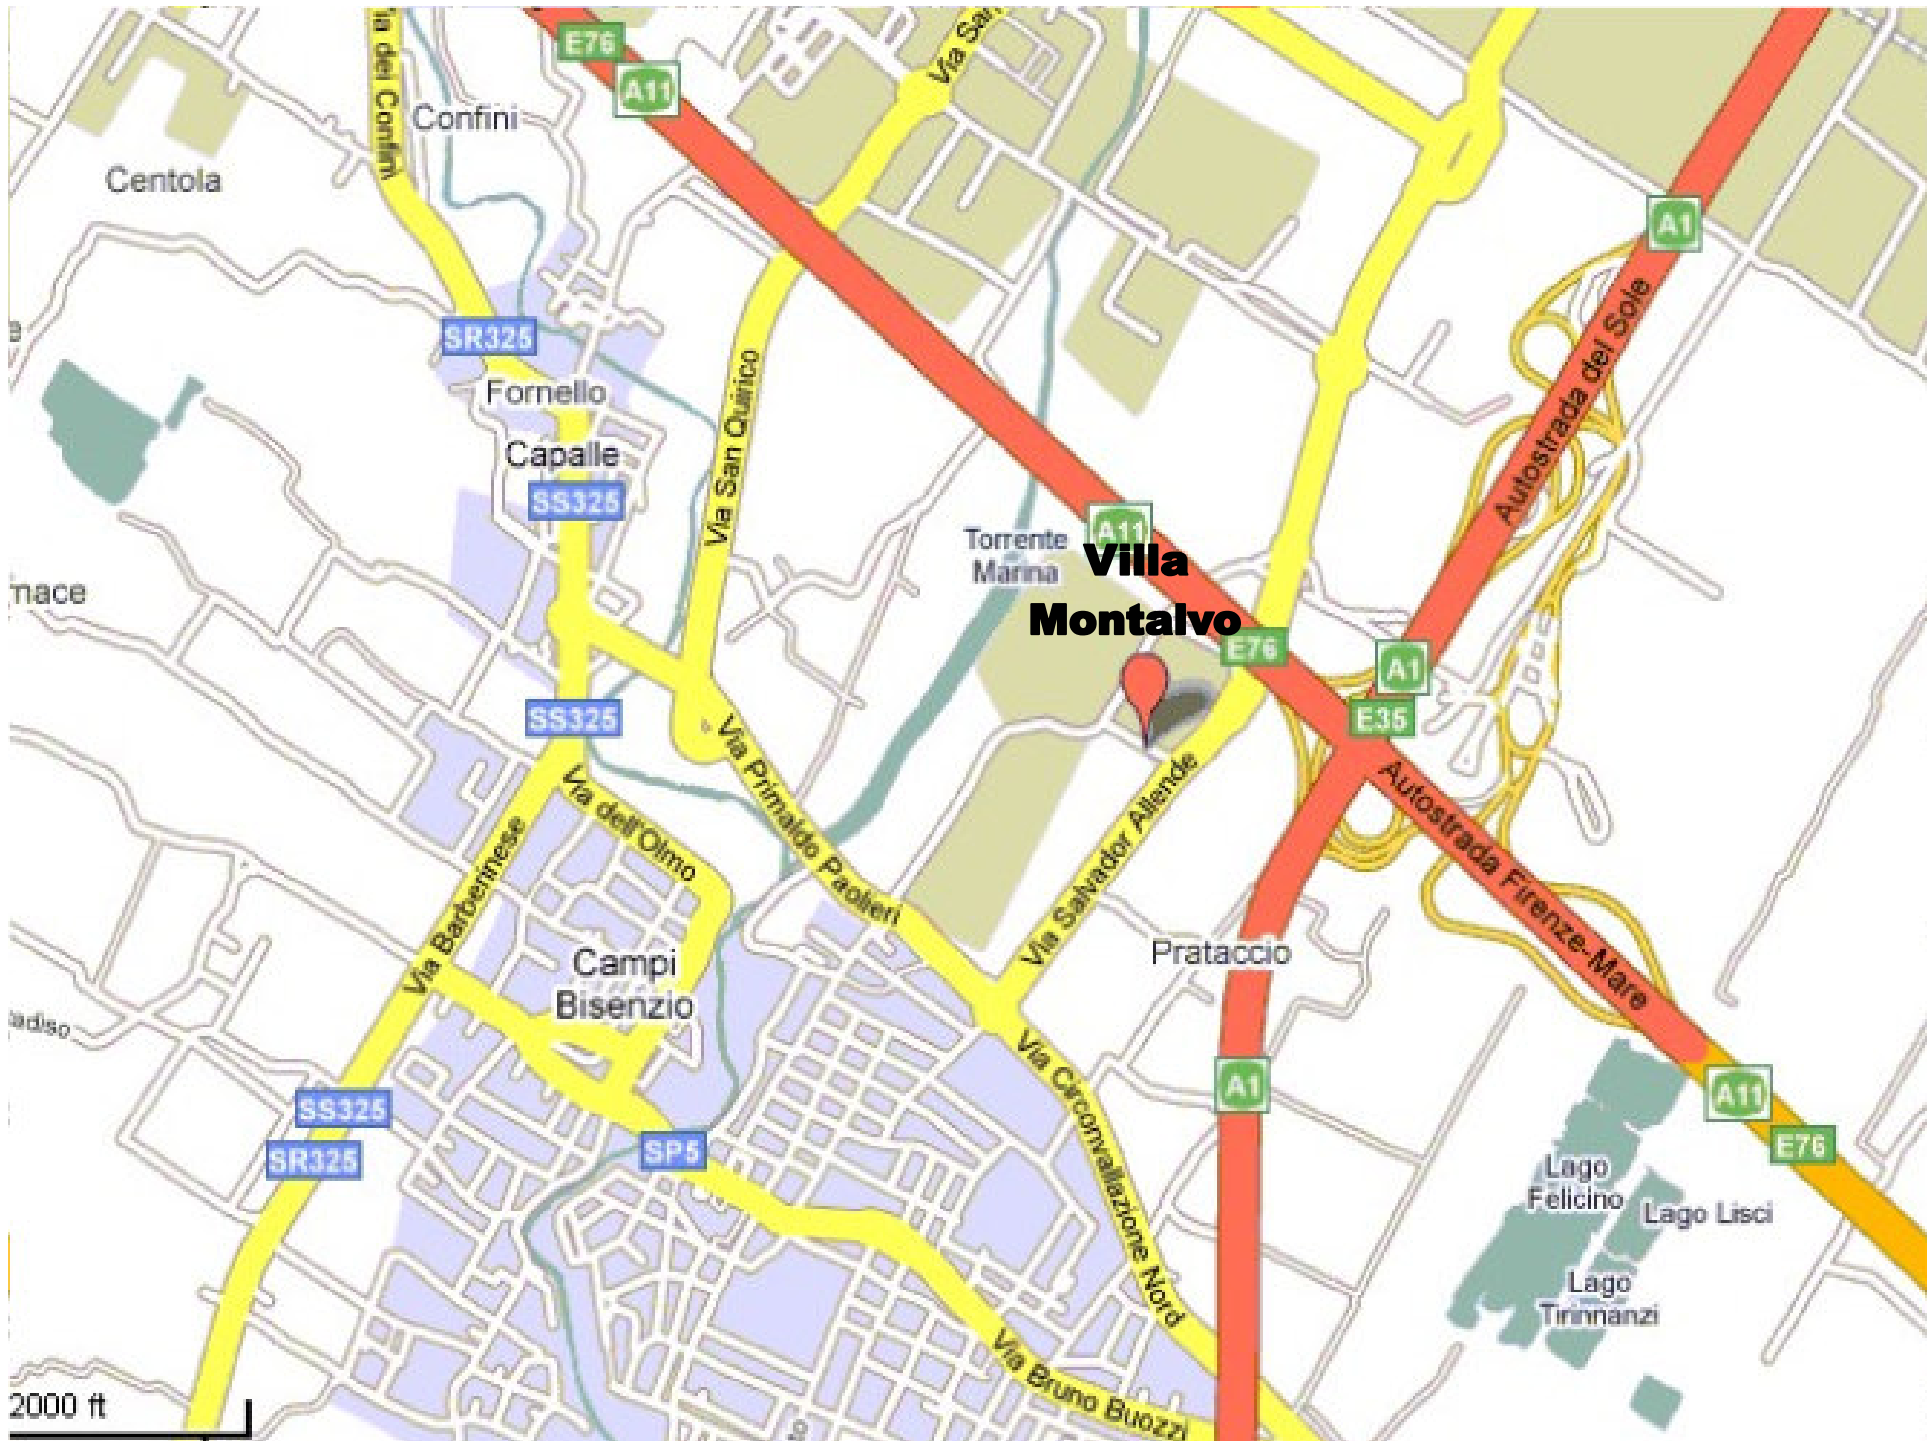 E76
A11
Via San
Via dei Confini
Confini
Centola
A1
SR325
Fornello
Autostrada del Sole
Via San Quirico
Capalle
SS325
A11
Torrente
Marina
Villa
Montalvo
E76
A1
SS325
E35
Via Primaldo Paolieri
Via dell'Olmo
Via Salvador Allende
Autostrada Firenze-Mare
Via Barberinese
Prataccio
Campi
Bisenzio
Via Circonvallazione Nord
A1
A11
SS325
E76
SR325
SP5
Lago
Felicino
Lago Lisci
Lago
Tirinnanzi
Via Bruno Buozzi
2000 ft